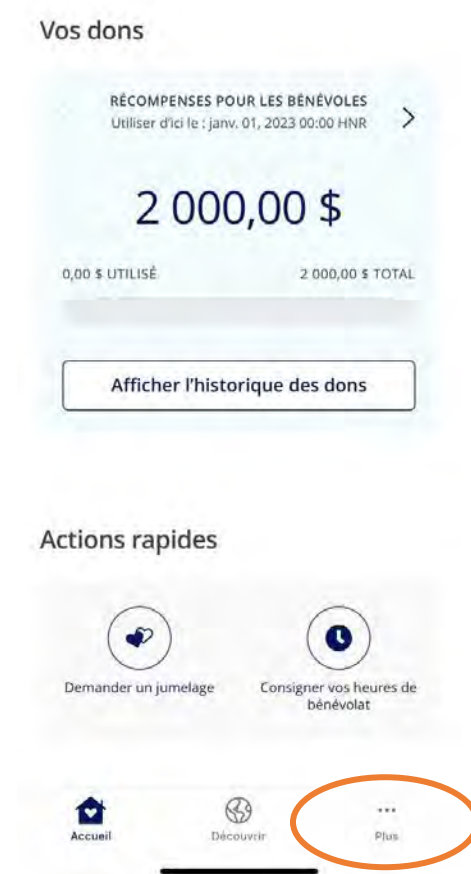 Vos dons
RÉCOMPENSES POUR LES BÉNÉVOLES
Utiliser d'ici le : janv. 01, 2023 00:00 HNR
2 000,00 $
0,00 $ UTILISÉ 2 000,00 $ TOTAL
Afficher l'historique des dons
Actions rapides
Demander un jumelage Consigner vos heures de
bénévolat
Accueil Découvrir Plus